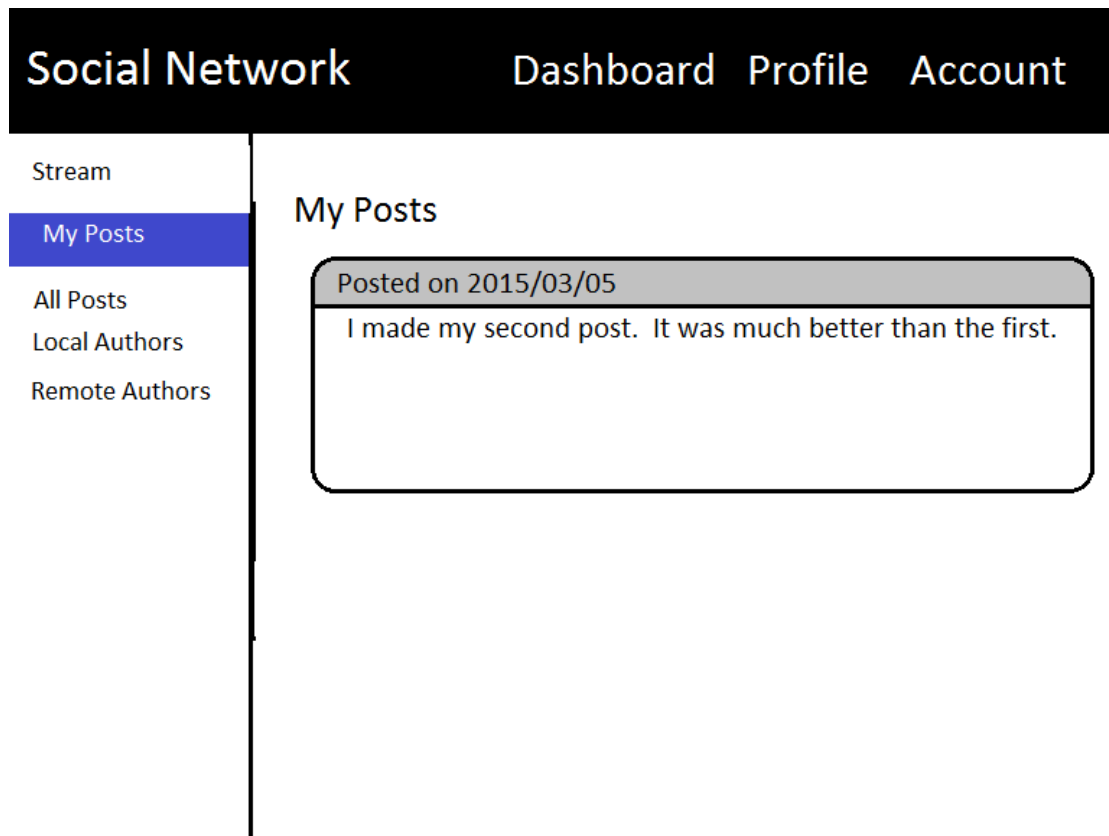 Social Network Dashboard Profile Account
Stream
My Posts
All Posts
Local Authors
Remote Authors
My Posts
Posted on 2015/03/05
I made my second post.  It was much better than the first.